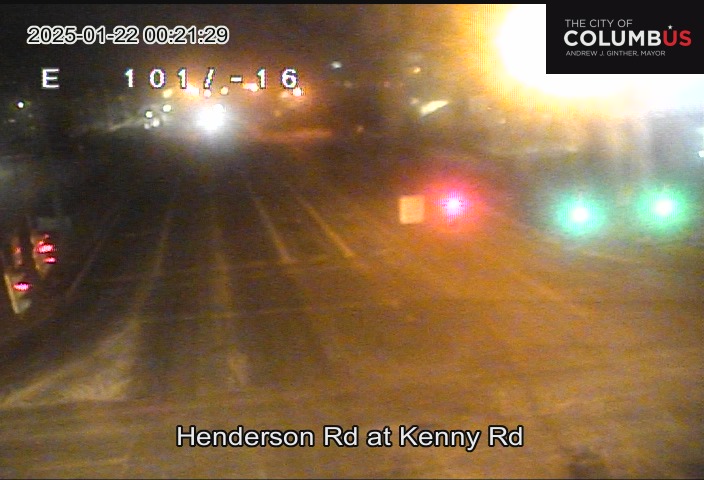 2025-01-22 00:21:29
THE CITY OF
COLUMBUS
ANDREW J. GINTHER, MAYOR
E 101/-16
Henderson Rd at Kenny Rd